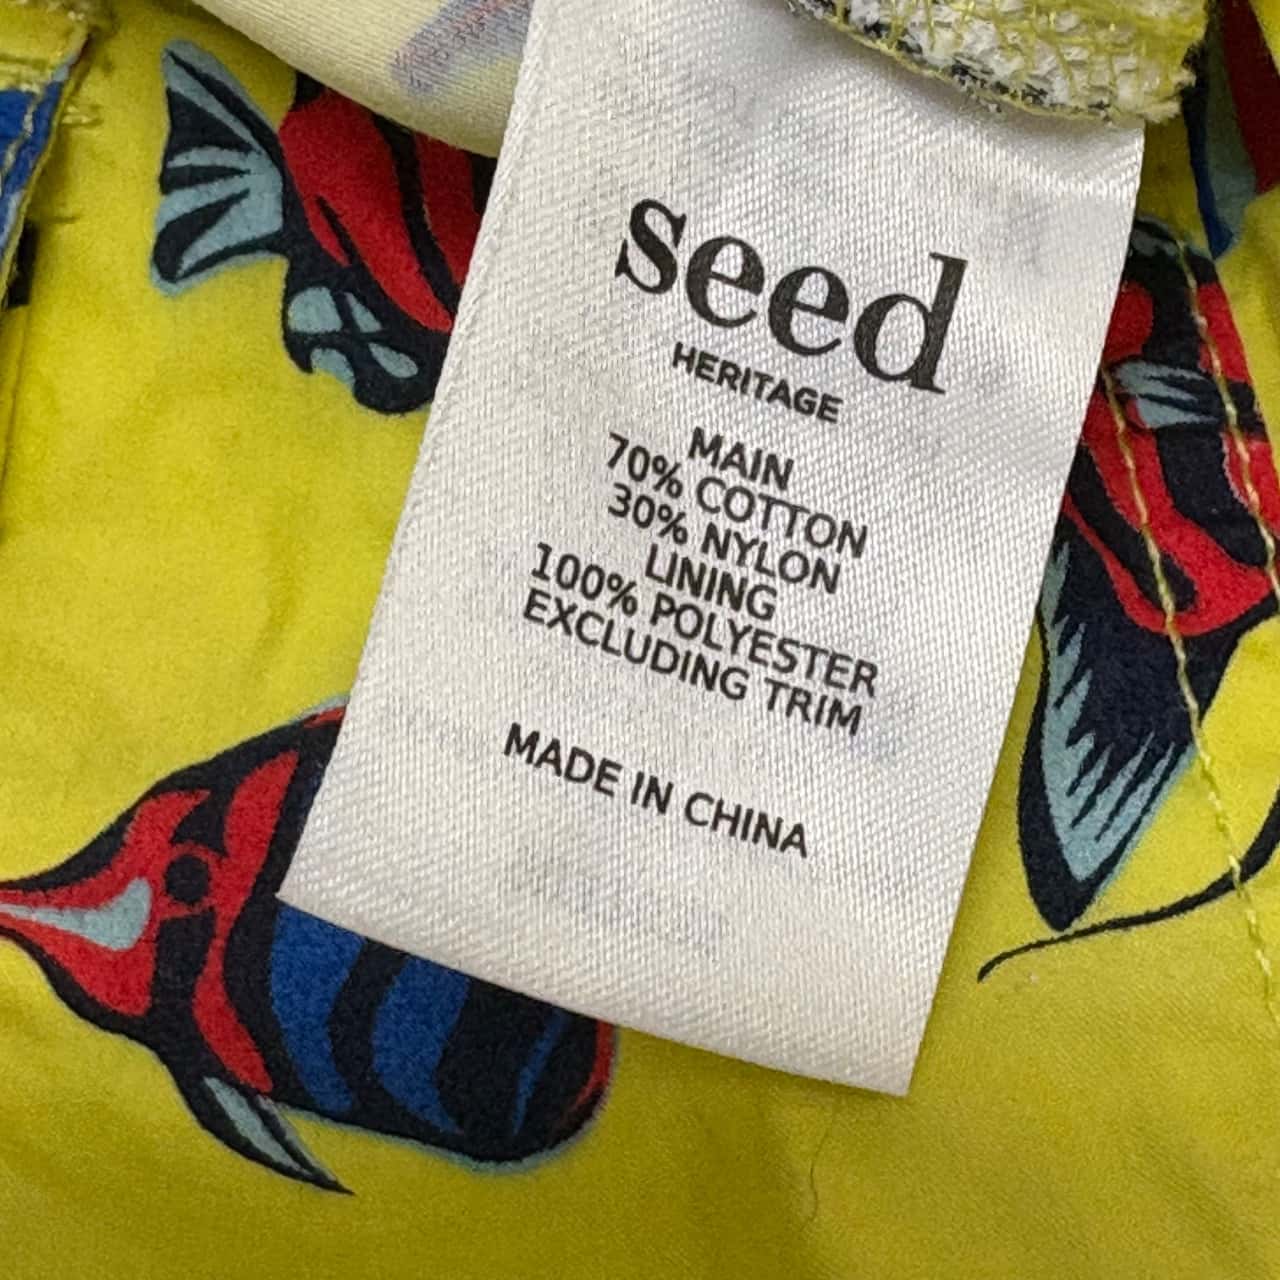 seed
HERITAGE
MAIN
70% COTTON
30% NYLON
LINING
100% POLYESTER
EXCLUDING TRIM
MADE IN CHINA